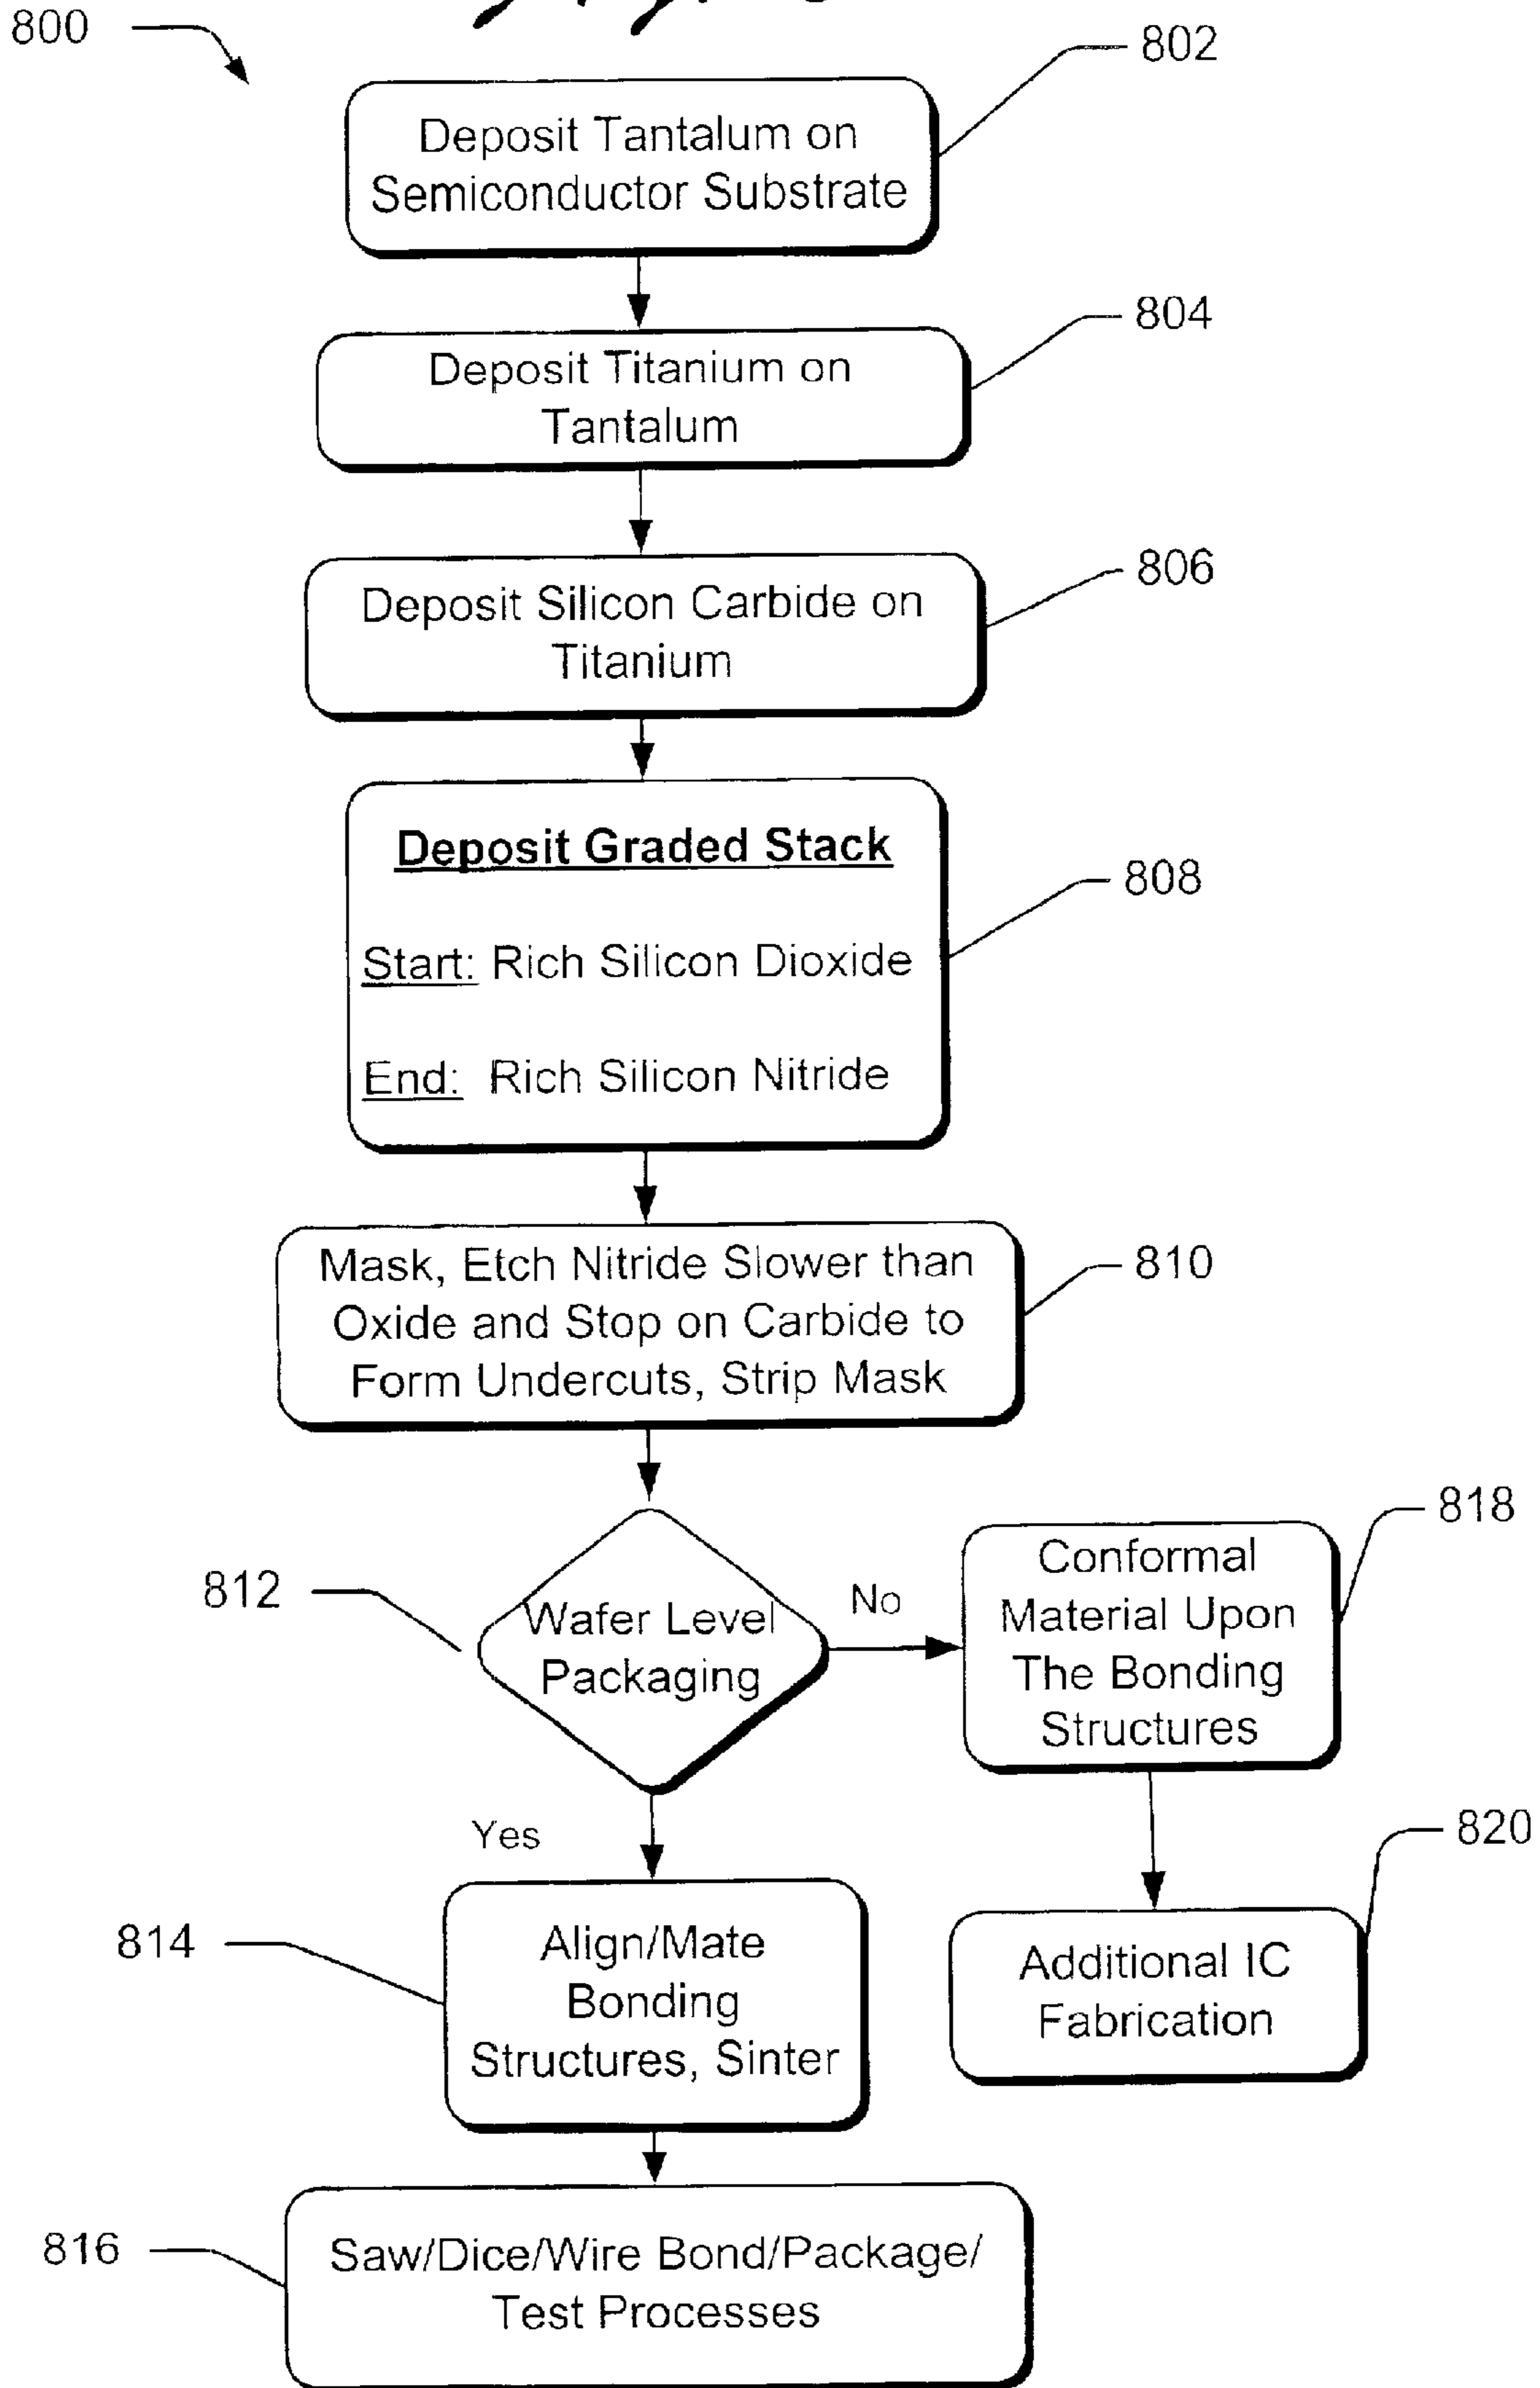 800
802
Deposit Tantalum on
Semiconductor Substrate
804
Deposit Titanium on
Tantalum
806
Deposit Silicon Carbide on
Titanium
808
Deposit Graded Stack
Start: Rich Silicon Dioxide
End: Rich Silicon Nitride
810
Mask, Etch Nitride Slower than
Oxide and Stop on Carbide to
Form Undercuts, Strip Mask
812
Wafer Level
Packaging
No
818
Conformal
Material Upon
The Bonding
Structures
Yes
820
Additional IC
Fabrication
814
Align/Mate
Bonding
Structures, Sinter
816
Saw/Dice/Wire Bond/Package/
Test Processes